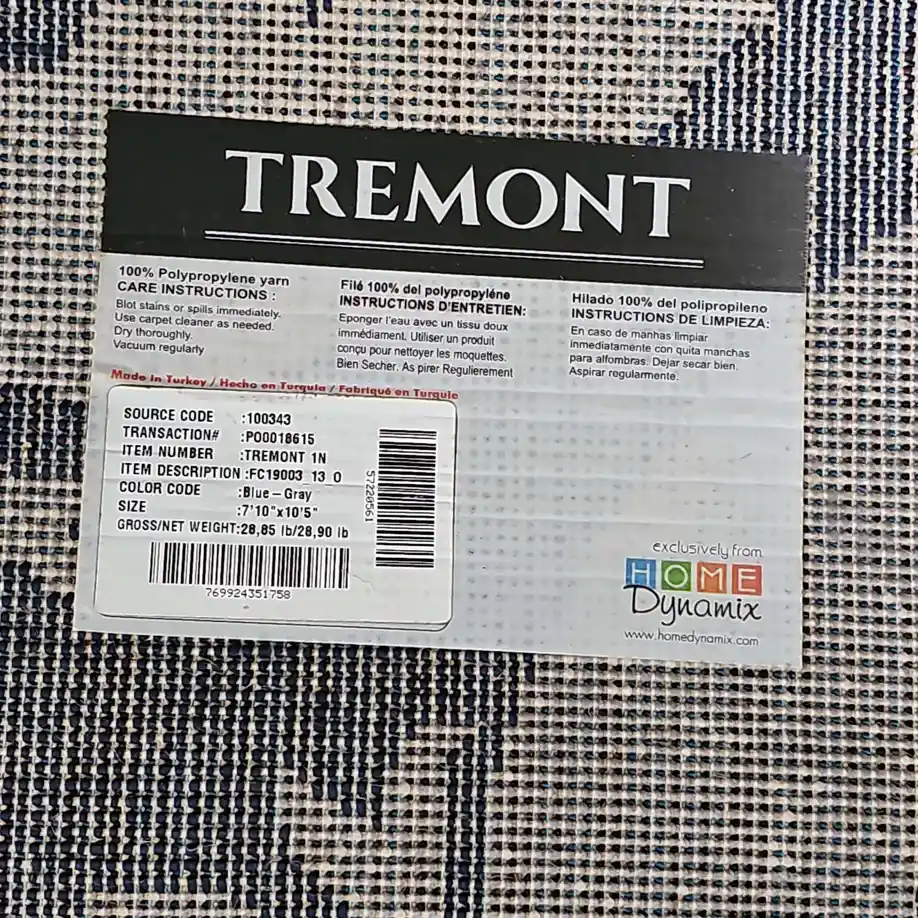 TREMONT
100% Polypropylene yarn
CARE INSTRUCTIONS :
Blot stains or spills immediately.
Use carpet cleaner as needed.
Dry thoroughly.
Vacuum regularly
Filé 100% del polypropyléne
INSTRUCTIONS D'ENTRETIEN:
Eponger l'eau avec un tissu doux
immédiament. Utiliser un produit
conçu pour nettoyer les moquettes.
Bien Secher. As pirer Regulierement
Hilado 100% del polipropileno
INSTRUCTIONES DE LIMPIEZA:
En caso de manhas limpiar
inmediatamente con quita manchas
para alfombras. Dejar secar bien.
Aspirar regularmente.
Made in Turkey / Hecho en Turquia / Fabriqué en Turquie
SOURCE CODE :100343
TRANSACTION# :PO0018615
ITEM NUMBER :TREMONT 1N
ITEM DESCRIPTION :FC19003_13_0
COLOR CODE :Blue – Gray
SIZE :7'10"x10'5"
GROSS/NET WEIGHT:28,85 lb/28,90 lb
769924351758
57220561
exclusively from
HOME
Dynamix
www.homedynamix.com